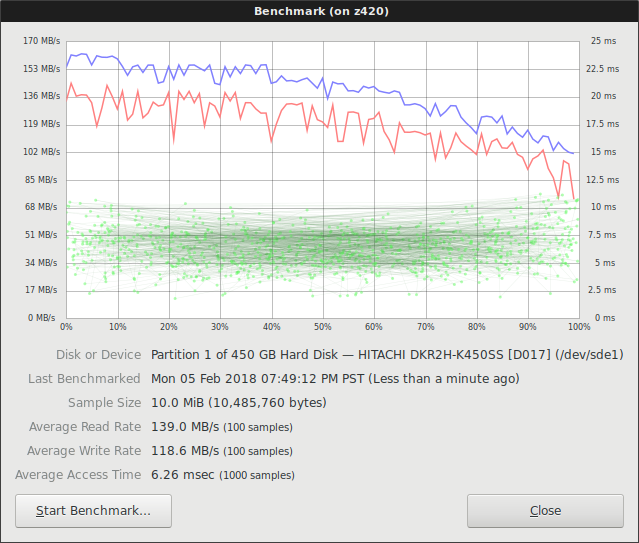 Benchmark (on z420)
170 MB/s 25 ms
153 MB/s 22.5 ms
136 MB/s 20 ms
119 MB/s 17.5 ms
102 MB/s 15 ms
85 MB/s 12.5 ms
68 MB/s 10 ms
51 MB/s 7.5 ms
34 MB/s 5 ms
17 MB/s 2.5 ms
0 MB/s 0 ms
0% 10% 20% 30% 40% 50% 60% 70% 80% 90% 100%
Disk or Device Partition 1 of 450 GB Hard Disk — HITACHI DKR2H-K450SS [D017] (/dev/sde1)
Last Benchmarked Mon 05 Feb 2018 07:49:12 PM PST (Less than a minute ago)
Sample Size 10.0 MiB (10,485,760 bytes)
Average Read Rate 139.0 MB/s (100 samples)
Average Write Rate 118.6 MB/s (100 samples)
Average Access Time 6.26 msec (1000 samples)
Start Benchmark... Close